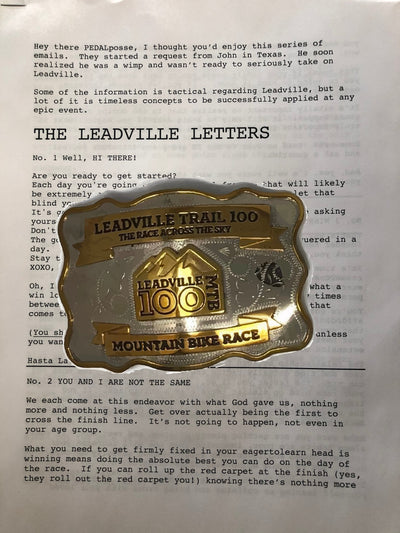 Hey there PEDALposse, I thought you'd enjoy this series of
emails. They started a request from John in Texas. He soon
realized he was a wimp and wasn't ready to seriously take on
Leadville.
Some of the information is tactical regarding Leadville, but a
lot of it is timeless concepts to be successfully applied at any
epic event.
THE LEADVILLE LETTERS
No. 1 Well, HI THERE!
Are you ready to get started?
Each day you're going that will likely
be extremely let that
blind yo
It's g asking
yours
Don't
The go vered in a
day.
Stay t
XOXO,
Oh, I what a
win le times
betwee
comes t
(You sh unless
you wan
Hasta La
LEADVILLE TRAIL 100
THE RACE ACROSS THE SKY
LEADVILLE
100 MTB
MOUNTAIN BIKE RACE
No. 2 YOU AND I ARE NOT THE SAME
We each come at this endeavor with what God gave us, nothing
more and nothing less. Get over actually being the first to
cross the finish line. It's not going to happen, not even in
your age group.
What you need to get firmly fixed in your eagertolearn head is
winning means doing the absolute best you can do on the day of
the race. If you can roll up the red carpet at the finish (yes,
they roll out the red carpet you!) knowing there's nothing more